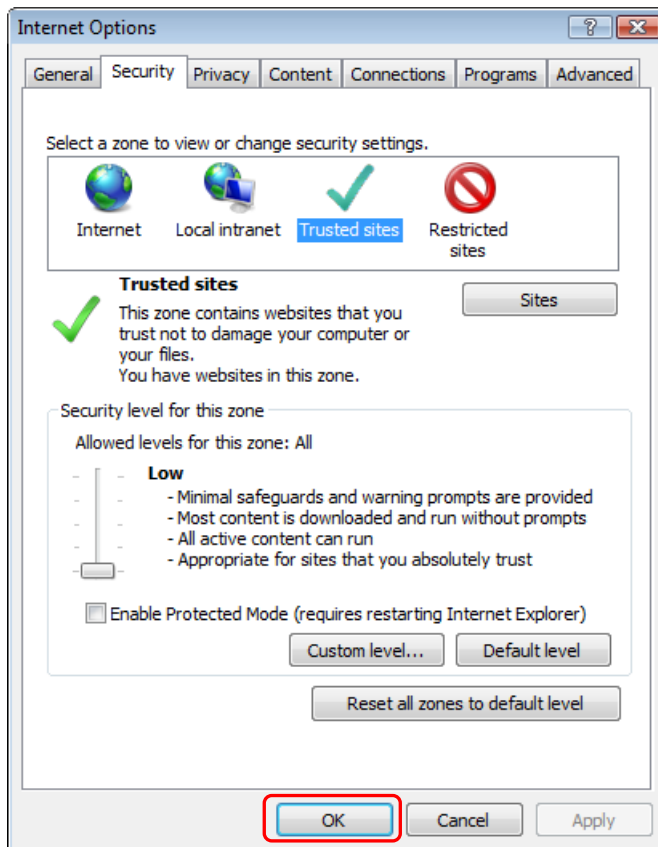 Internet Options
General Security Privacy Content Connections Programs Advanced
Select a zone to view or change security settings.
Internet Local intranet Trusted sites Restricted
sites
Trusted sites
Sites
This zone contains websites that you
trust not to damage your computer or
your files.
You have websites in this zone.
Security level for this zone
Allowed levels for this zone: All
Low
- Minimal safeguards and warning prompts are provided
- Most content is downloaded and run without prompts
- All active content can run
- Appropriate for sites that you absolutely trust
Enable Protected Mode (requires restarting Internet Explorer)
Custom level... Default level
Reset all zones to default level
OK Cancel Apply